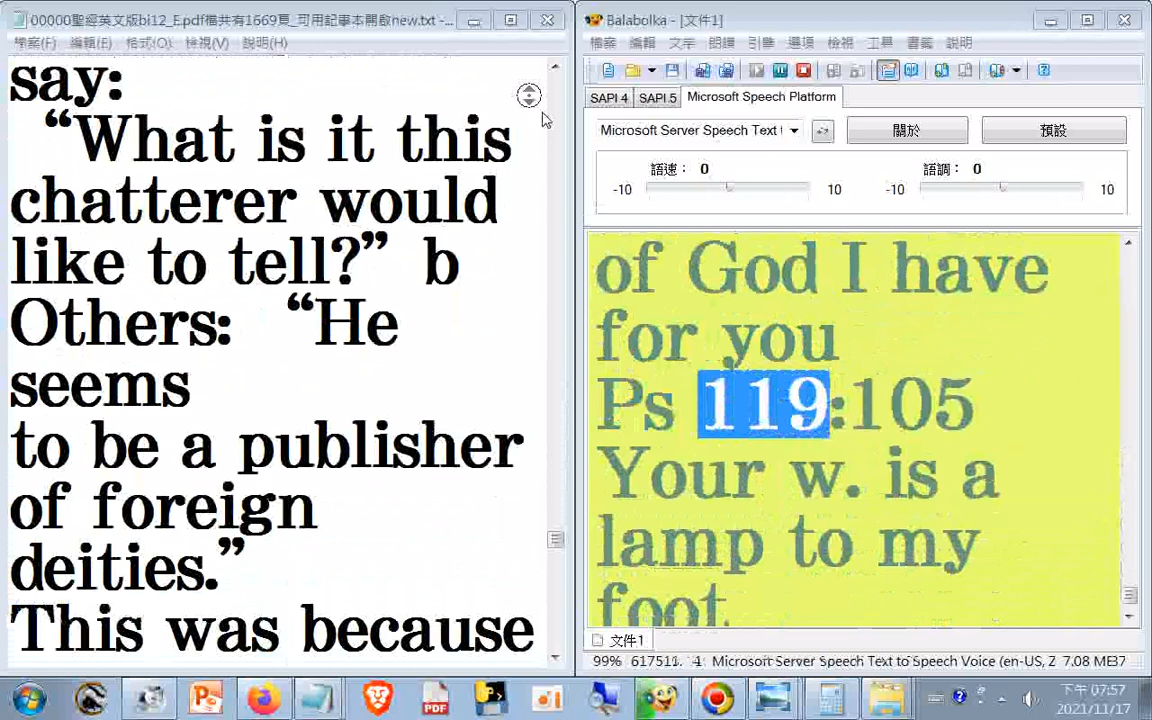 00000聖經英文版bi12_E.pdf檔共有1669頁_可用記事本開啟new.txt -...
檔案(F) 編輯(E) 格式(O) 檢視(V) 說明(H)
say:
“What is it this
chatterer would
like to tell?” b
Others: “He
seems
to be a publisher
of foreign
deities.”
This was because
Balabolka - [文件1]
檔案 編輯 文字 朗讀 引擎 選項 檢視 工具 書籤 說明
SAPI 4 SAPI 5 Microsoft Speech Platform
Microsoft Server Speech Text 關於 預設
語速: 0 語調: 0
-10 10 -10 10
of God I have
for you
Ps 119:105
Your w. is a
lamp to my
foot
文件1
99% 617511. 4: Microsoft Server Speech Text to Speech Voice (en-US, Z 7.08 MB37
PDF
下午 07:57
2021/11/17